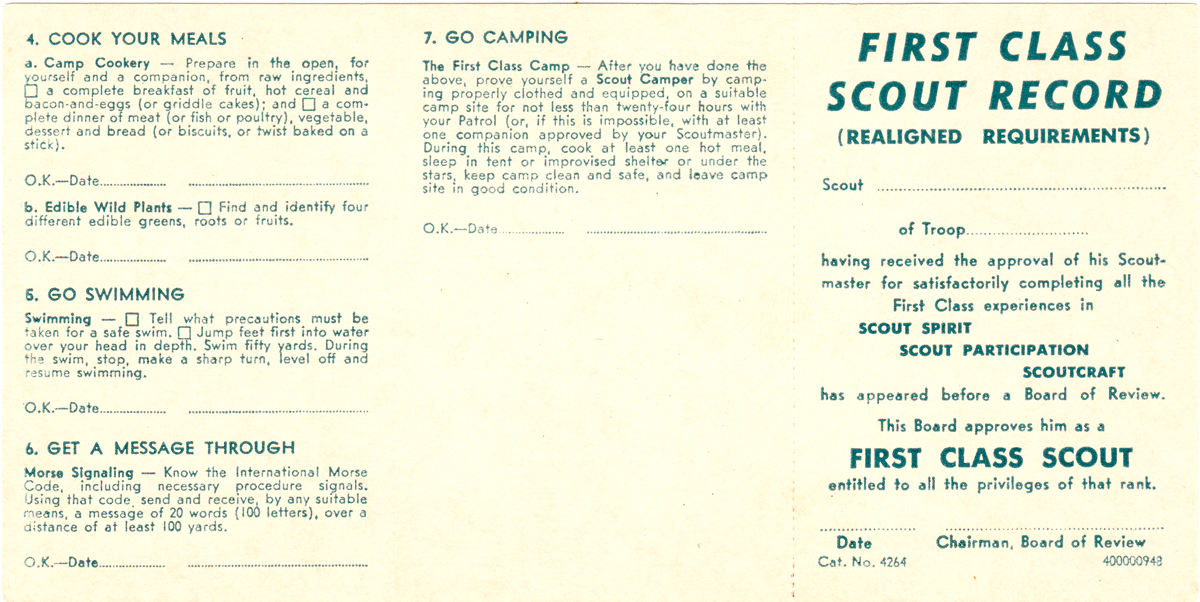 4. COOK YOUR MEALS
a. Camp Cookery — Prepare in the open, for
yourself and a companion, from raw ingredients,
☐ a complete breakfast of fruit, hot cereal and
bacon-and-eggs (or griddle cakes); and ☐ a com-
plete dinner of meat (or fish or poultry), vegetable,
dessert and bread (or biscuits, or twist baked on a
stick).
O.K.—Date.................. ..................................................
b. Edible Wild Plants — ☐ Find and identify four
different edible greens, roots or fruits.
O.K.—Date.................. ..................................................
5. GO SWIMMING
Swimming — ☐ Tell what precautions must be
taken for a safe swim. ☐ Jump feet first into water
over your head in depth. Swim fifty yards. During
the swim, stop, make a sharp turn, level off and
resume swimming.
O.K.—Date.................. ..................................................
6. GET A MESSAGE THROUGH
Morse Signaling — Know the International Morse
Code, including necessary procedure signals.
Using that code, send and receive, by any suitable
means, a message of 20 words (100 letters), over a
distance of at least 100 yards.
O.K.—Date.................. ..................................................
7. GO CAMPING
The First Class Camp — After you have done the
above, prove yourself a Scout Camper by camp-
ing properly clothed and equipped, on a suitable
camp site for not less than twenty-four hours with
your Patrol (or, if this is impossible, with at least
one companion approved by your Scoutmaster).
During this camp, cook at least one hot meal,
sleep in tent or improvised shelter or under the
stars, keep camp clean and safe, and leave camp
site in good condition.
O.K.—Date.................. ..................................................
FIRST CLASS
SCOUT RECORD
(REALIGNED REQUIREMENTS)
Scout ..................................................
of Troop..............................
having received the approval of his Scout-
master for satisfactorily completing all the
First Class experiences in
SCOUT SPIRIT
SCOUT PARTICIPATION
SCOUTCRAFT
has appeared before a Board of Review.
This Board approves him as a
FIRST CLASS SCOUT
entitled to all the privileges of that rank.
Date Chairman, Board of Review
Cat. No. 4264 400000948